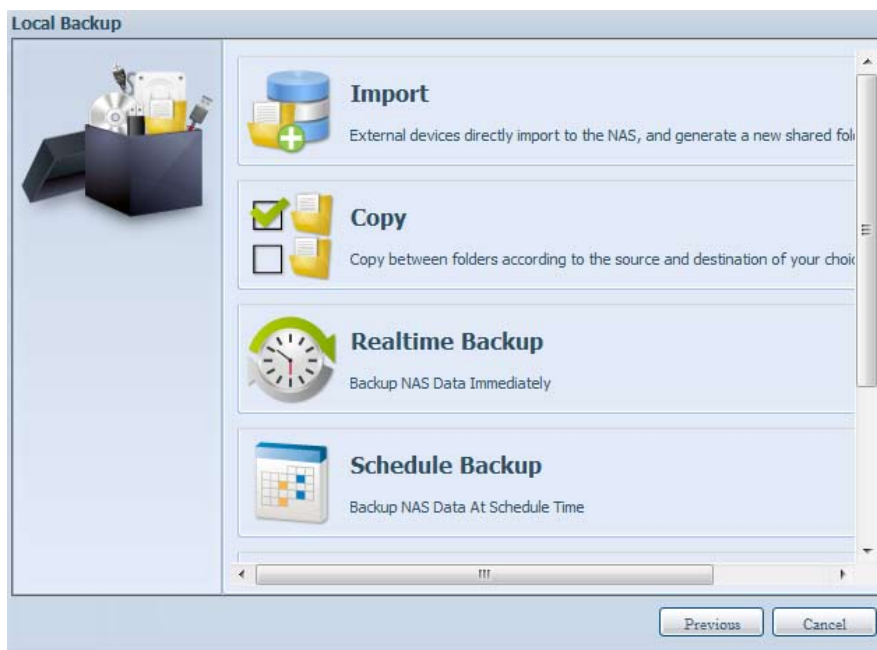 Local Backup
Import
External devices directly import to the NAS, and generate a new shared
Copy
Copy between folders according to the source and destination of your
Realtime Backup
Backup NAS Data Immediately
Schedule Backup
Backup NAS Data At Schedule Time
Previous
Cancel